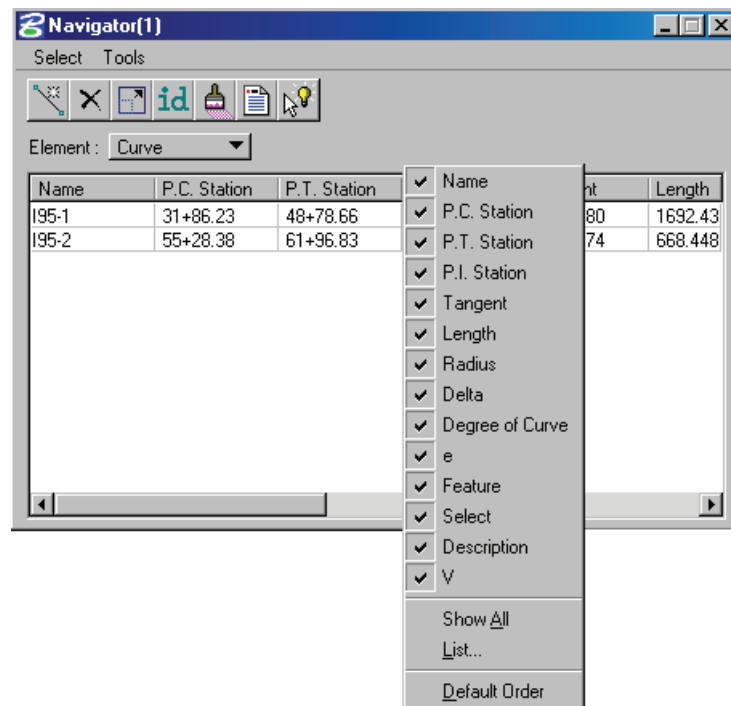 Navigator(1)
Select Tools
id
Element : Curve
Name P.C. Station P.T. Station nt Length
I95-1 31+86.23 48+78.66 80 1692.43
I95-2 55+28.38 61+96.83 74 668.448
Name
P.C. Station
P.T. Station
P.I. Station
Tangent
Length
Radius
Delta
Degree of Curve
e
Feature
Select
Description
V
Show All
List...
Default Order